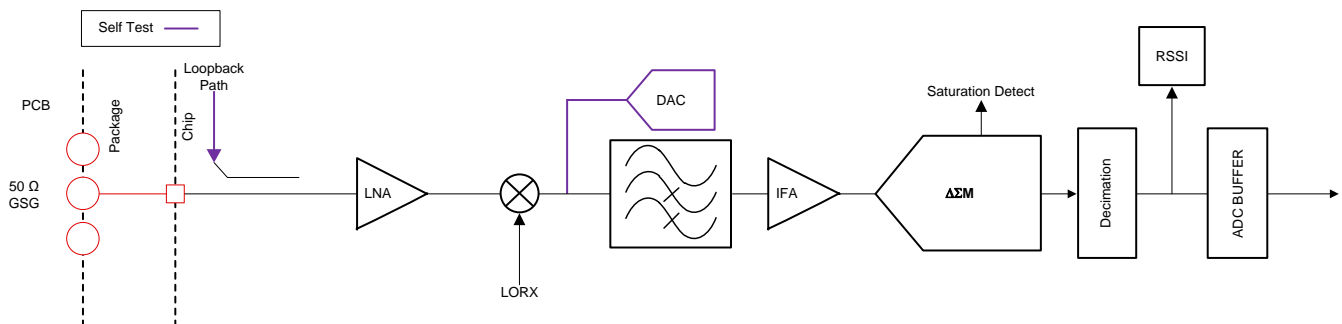 Self Test
Loopback
Path
PCB
Package
Chip
50 Ω
GSG
LNA
LORX
DAC
IFA
Saturation Detect
ΔΣM
Decimation
RSSI
ADC BUFFER